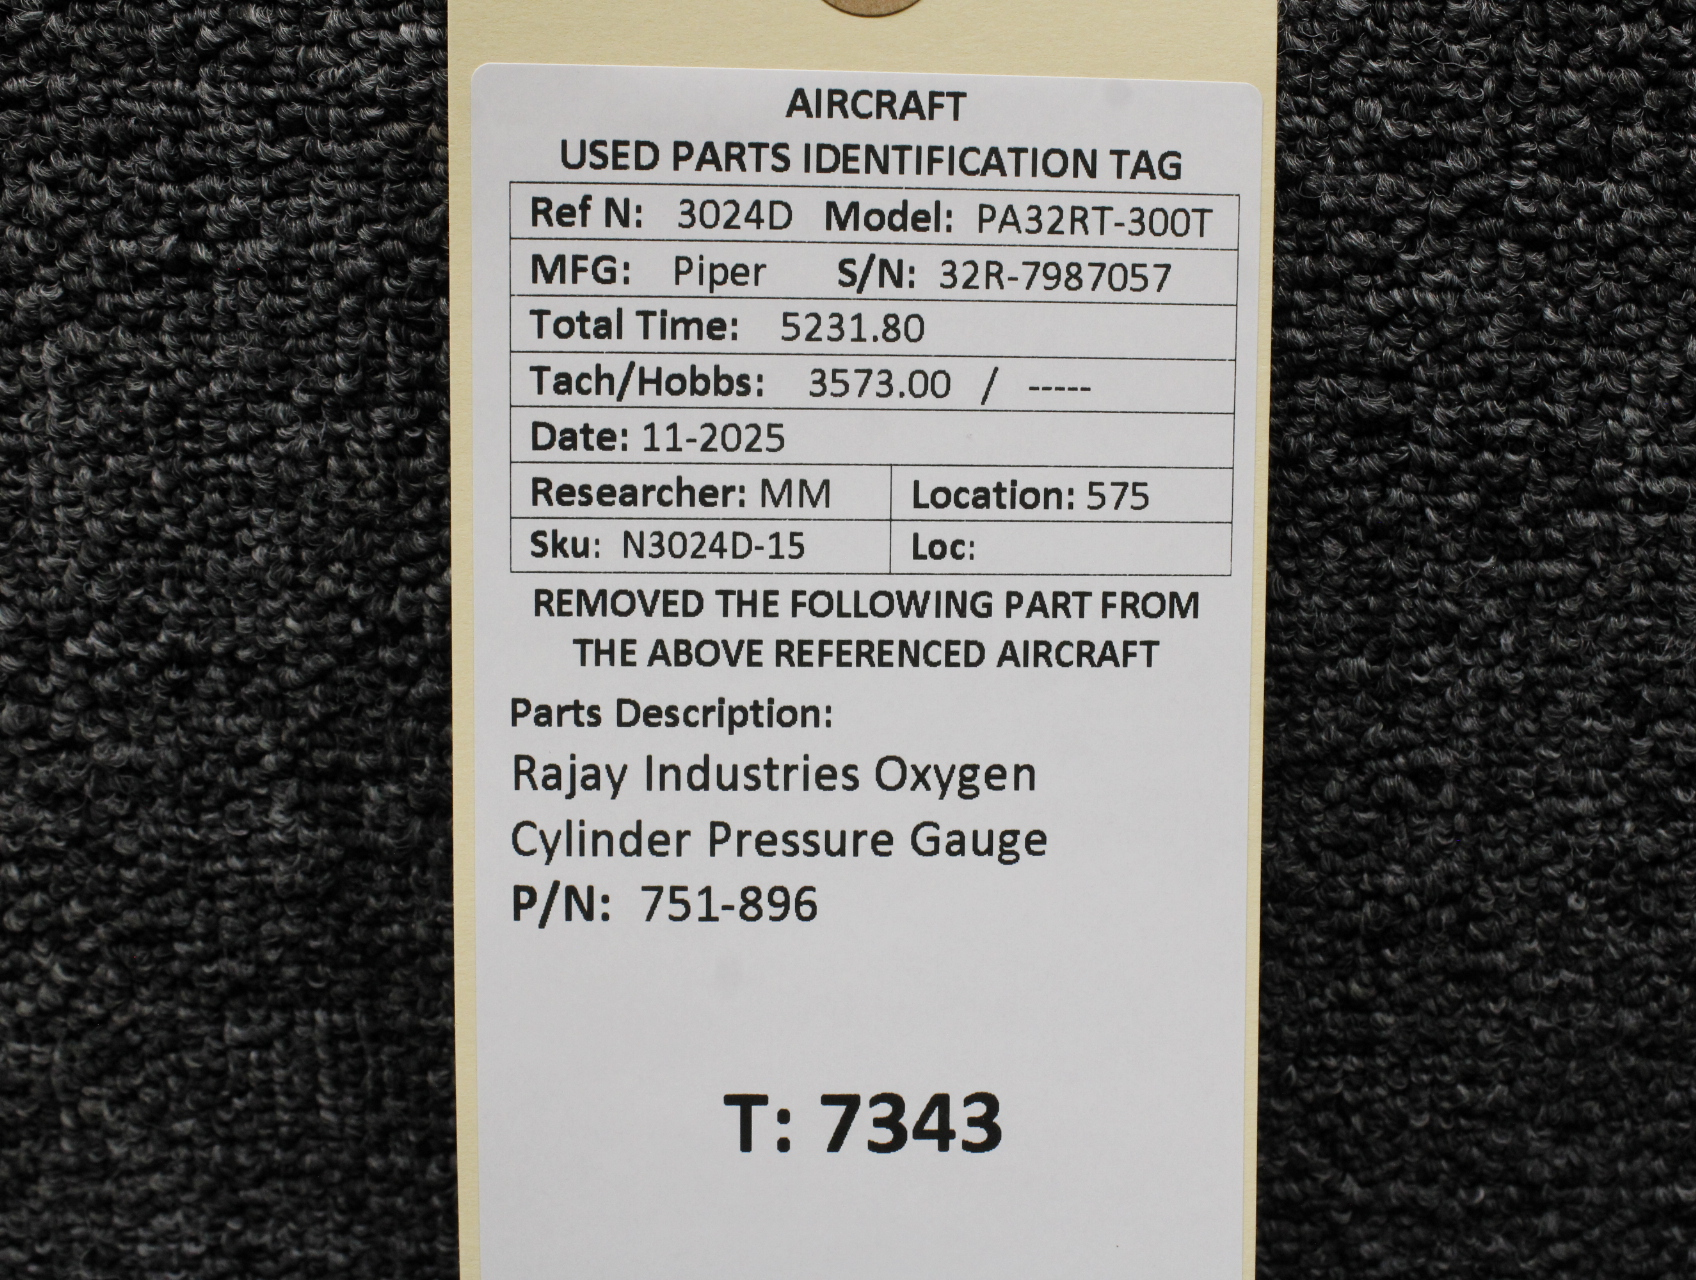 AIRCRAFT
USED PARTS IDENTIFICATION TAG
Ref N: 3024D Model: PA32RT-300T
MFG: Piper S/N: 32R-7987057
Total Time: 5231.80
Tach/Hobbs: 3573.00 / -----
Date: 11-2025
Researcher: MM Location: 575
Sku: N3024D-15 Loc:
REMOVED THE FOLLOWING PART FROM
THE ABOVE REFERENCED AIRCRAFT
Parts Description:
Rajay Industries Oxygen
Cylinder Pressure Gauge
P/N: 751-896
T: 7343